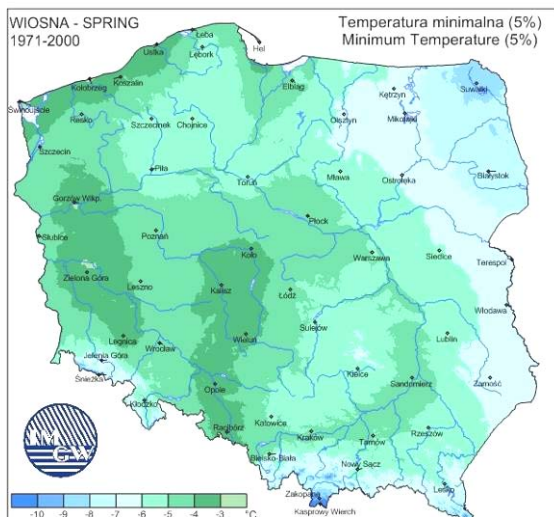 WIOSNA - SPRING
1971-2000
Temperatura minimalna (5%)
Minimum Temperature (5%)
Łeba
Hel
Ustka
Lębork
Koszalin
Kołobrzeg
Elbląg
Kętrzyn
Suwałki
Świnoujście
Resko
Szczecinek
Chojnice
Olsztyn
Mikołajki
Szczecin
Piła
Toruń
Mława
Ostrołęka
Białystok
Gorzów Wlkp.
Płock
Słubice
Poznań
Koło
Warszawa
Siedlce
Terespol
Zielona Góra
Leszno
Kalisz
Łódź
Włodawa
Sulejów
Legnica
Wrocław
Wieluń
Lublin
Jelenia Góra
Śnieżka
Opole
Kielce
Sandomierz
Zamość
Kłodzko
Racibórz
Katowice
Kraków
Tarnów
Rzeszów
Bielsko-Biała
Nowy Sącz
Lesko
Zakopane
Kasprowy Wierch
IMGW
-10 -9 -8 -7 -6 -5 -4 -3 °C